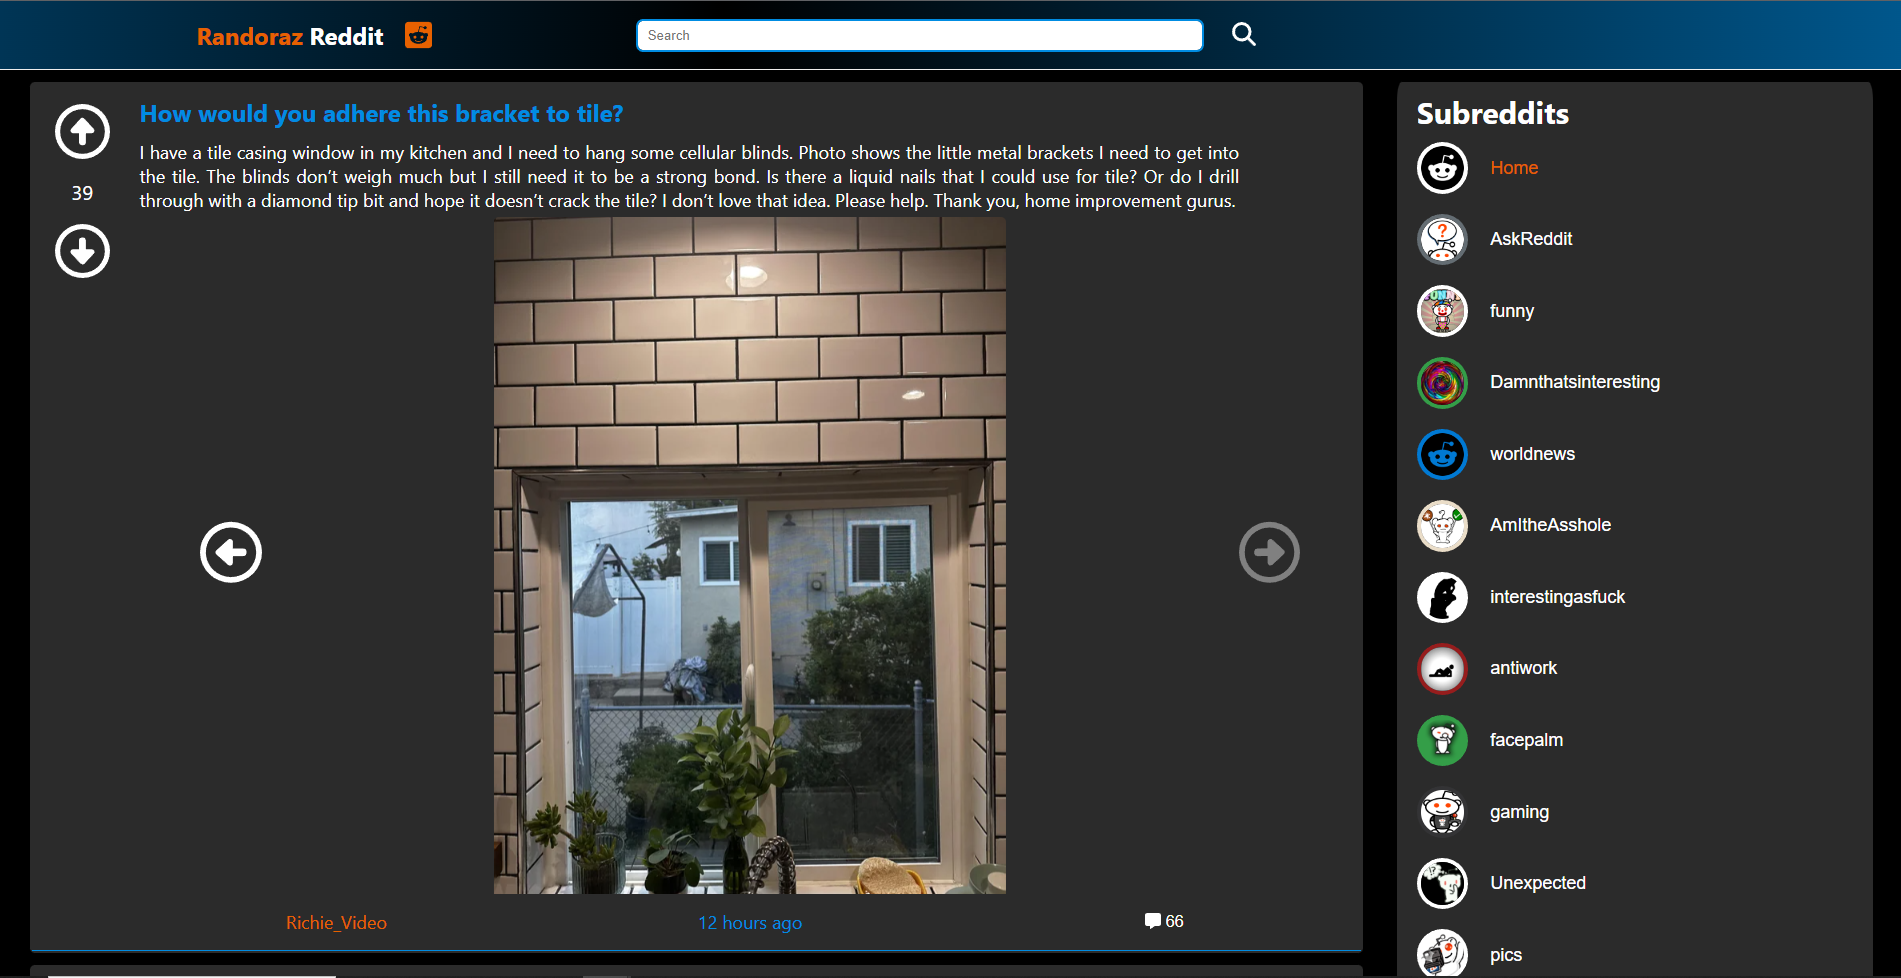 Randoraz Reddit
Search
How would you adhere this bracket to tile?
I have a tile casing window in my kitchen and I need to hang some cellular blinds. Photo shows the little metal brackets I need to get into
the tile. The blinds don’t weigh much but I still need it to be a strong bond. Is there a liquid nails that I could use for tile? Or do I drill
through with a diamond tip bit and hope it doesn’t crack the tile? I don’t love that idea. Please help. Thank you, home improvement gurus.
39
Richie_Video
12 hours ago
66
Subreddits
Home
AskReddit
funny
Damnthatsinteresting
worldnews
AmItheAsshole
interestingasfuck
antiwork
facepalm
gaming
Unexpected
pics